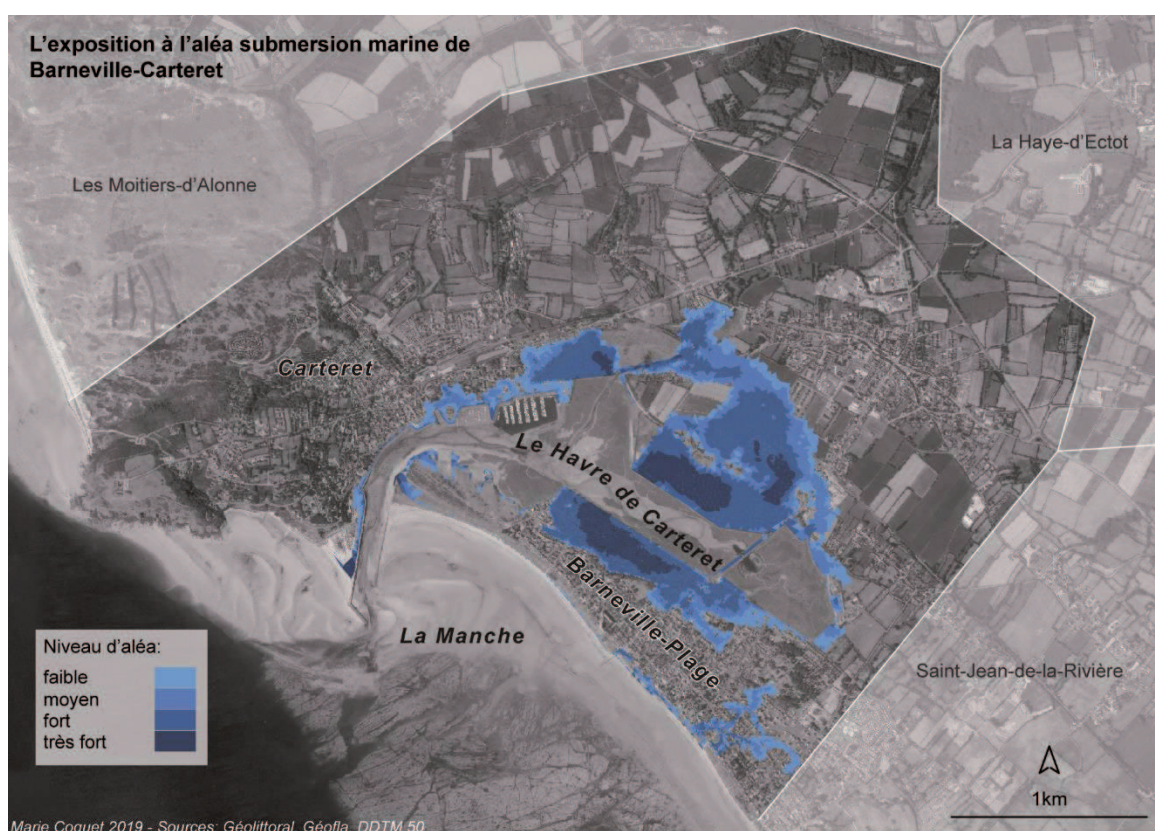 L'exposition à l'aléa submersion marine de
Barneville-Carteret
La Haye-d'Ectot
Les Moitiers-d'Alonne
Carteret
Le Havre de Carteret
Barneville-Plage
La Manche
Saint-Jean-de-la-Rivière
Niveau d'aléa:
faible
moyen
fort
très fort
1km
Marie Coquet 2019 - Sources: Géolittoral, Géofla, DDTM 50